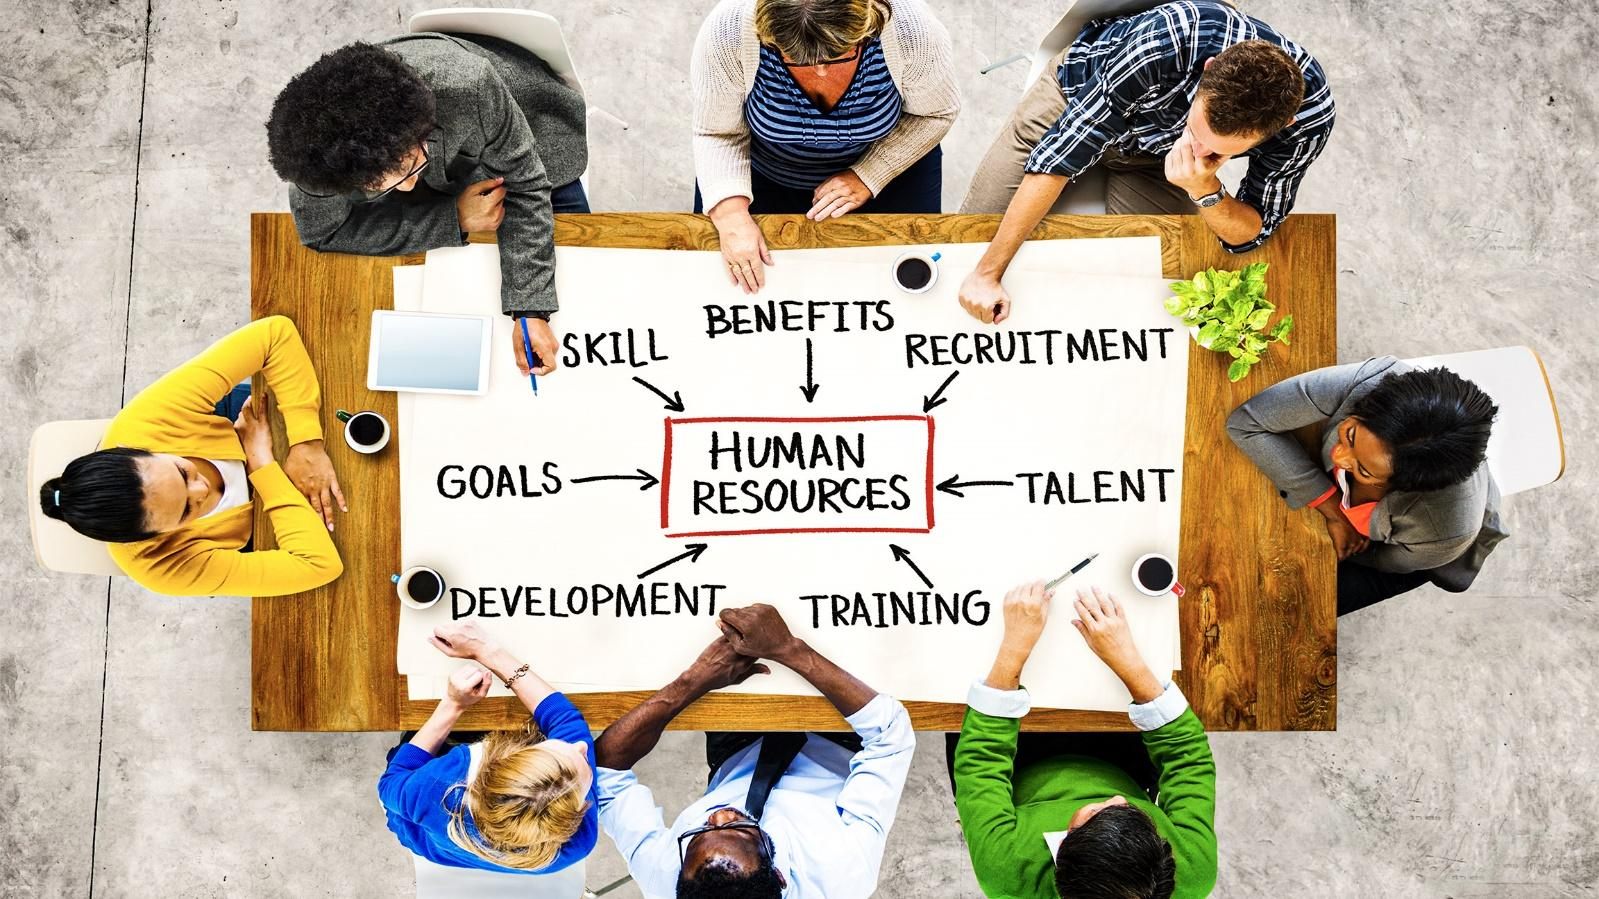 BENEFITS
SKILL
RECRUITMENT
HUMAN
RESOURCES
GOALS
TALENT
DEVELOPMENT
TRAINING